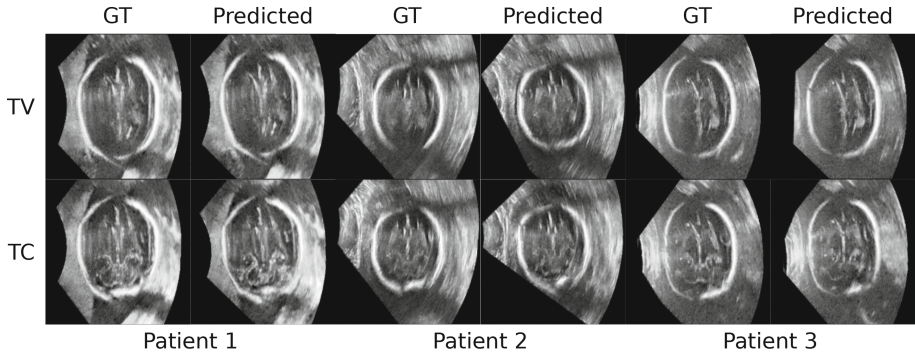 GT Predicted GT Predicted GT Predicted
TV
TC
Patient 1 Patient 2 Patient 3